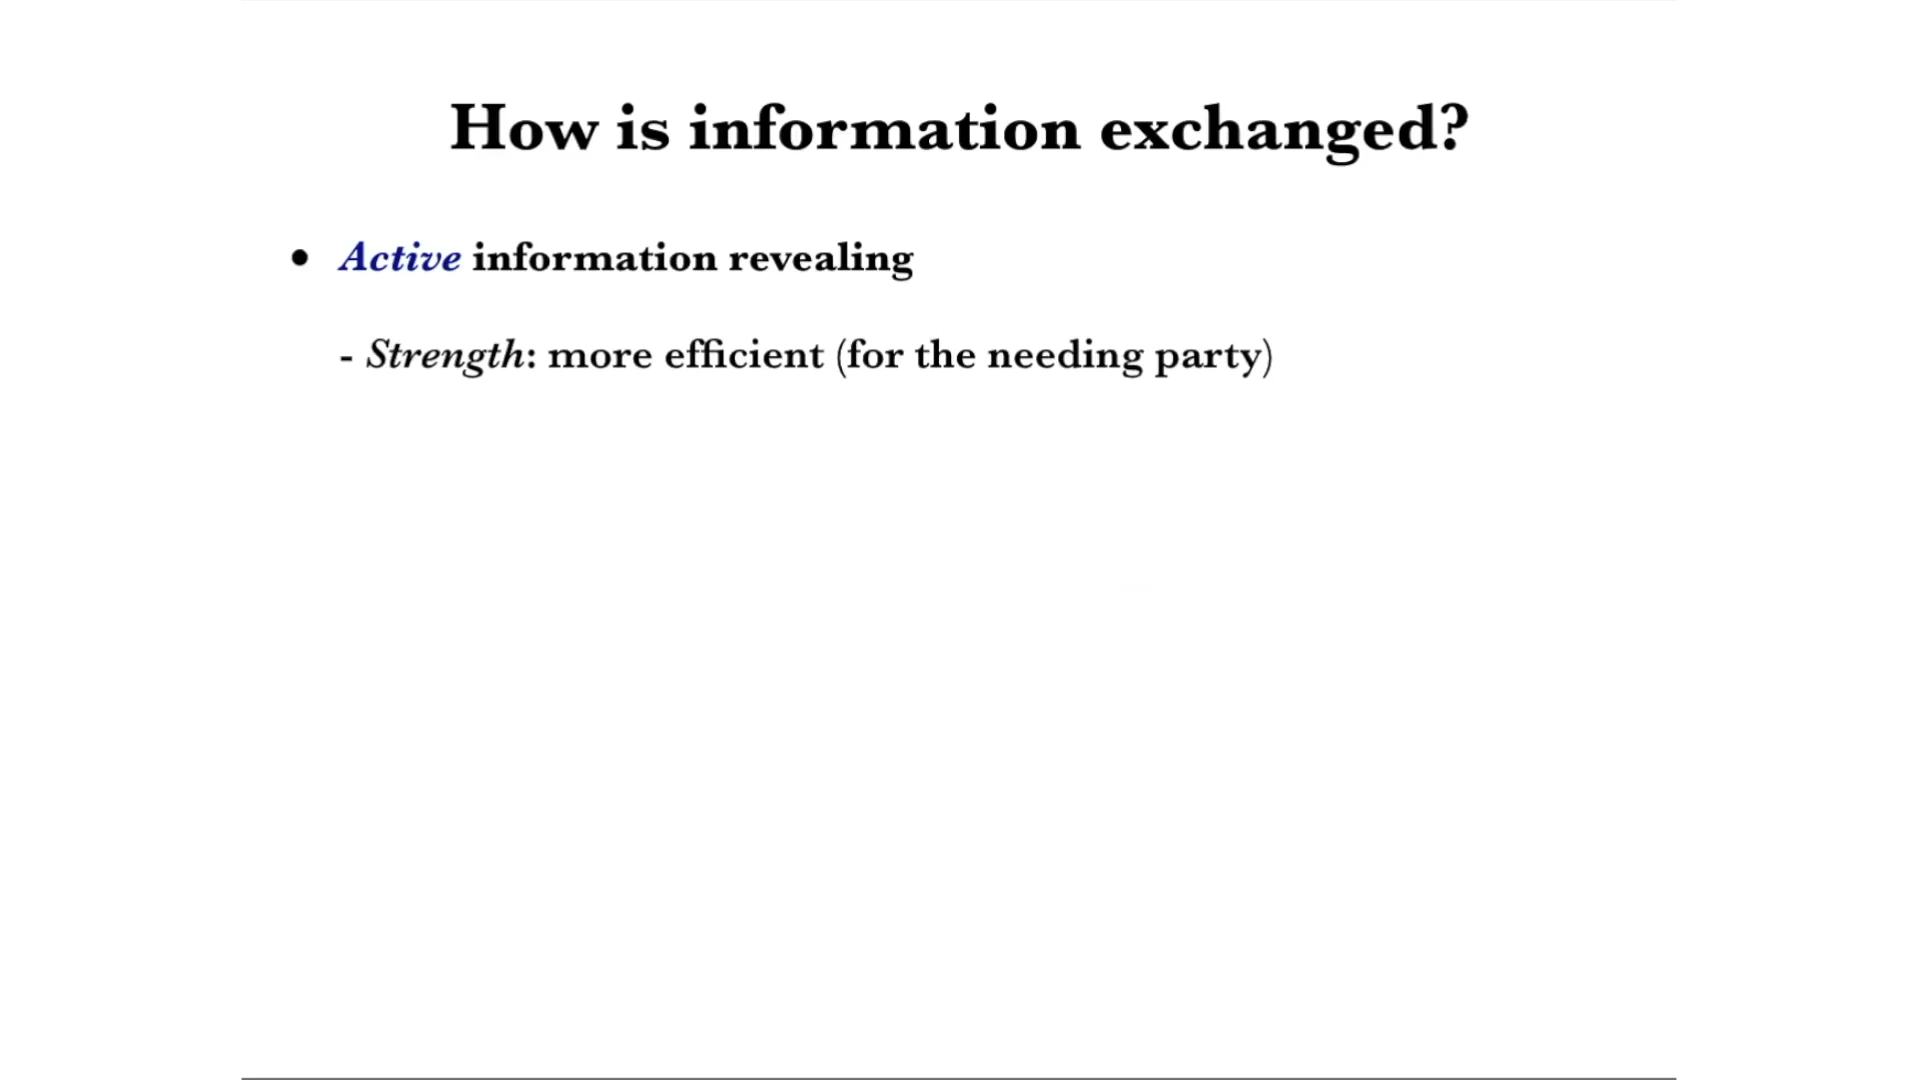 How is information exchanged?
• Active information revealing
- Strength: more efficient (for the needing party)